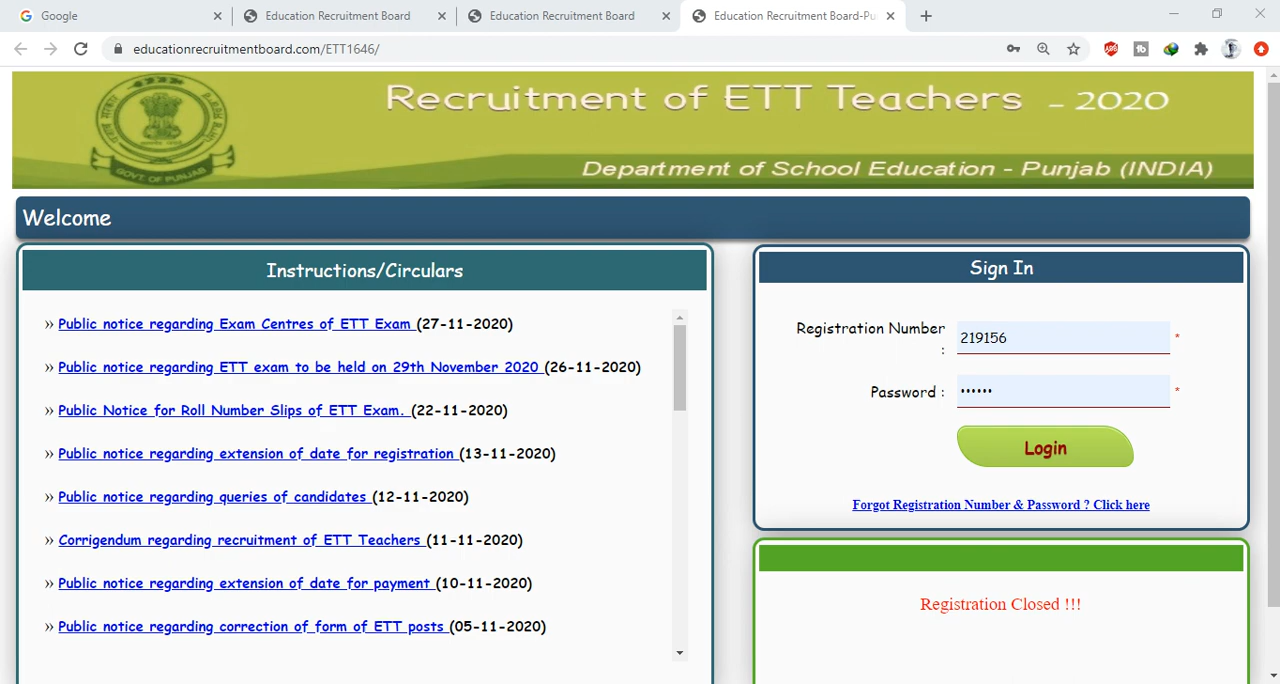 Google
Education Recruitment Board
Education Recruitment Board
Education Recruitment Board-Pu
educationrecruitmentboard.com/ETT1646/
Recruitment of ETT Teachers - 2020
GOVT. OF PUNJAB
Department of School Education - Punjab (INDIA)
Welcome
Instructions/Circulars
» Public notice regarding Exam Centres of ETT Exam (27-11-2020)
» Public notice regarding ETT exam to be held on 29th November 2020 (26-11-2020)
» Public Notice for Roll Number Slips of ETT Exam. (22-11-2020)
» Public notice regarding extension of date for registration (13-11-2020)
» Public notice regarding queries of candidates (12-11-2020)
» Corrigendum regarding recruitment of ETT Teachers (11-11-2020)
» Public notice regarding extension of date for payment (10-11-2020)
» Public notice regarding correction of form of ETT posts (05-11-2020)
Sign In
Registration Number : 219156 *
Password : •••••• *
Login
Forgot Registration Number & Password ? Click here
Registration Closed !!!